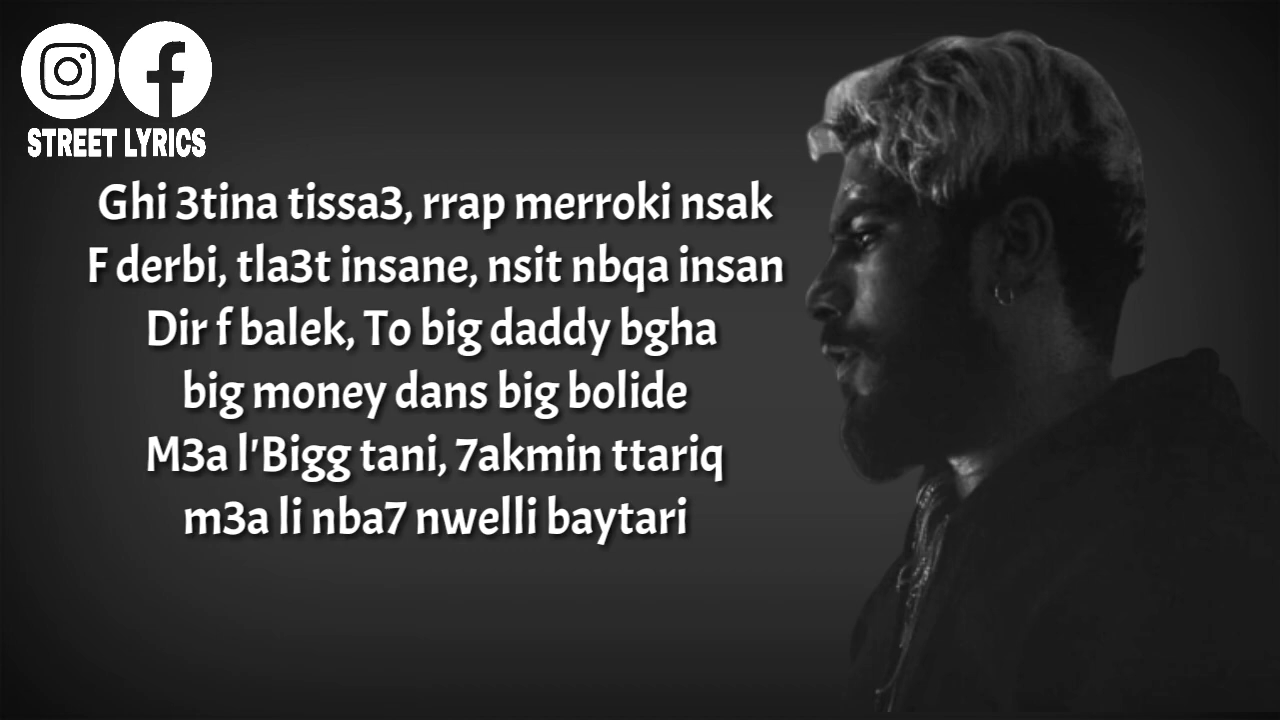 STREET LYRICS
Ghi 3tina tissa3, rrap merroki nsak
F derbi, tla3t insane, nsit nbqa insan
Dir f balek, To big daddy bgha
big money dans big bolide
M3a l'Bigg tani, 7akmin ttariq
m3a li nba7 nwelli baytari